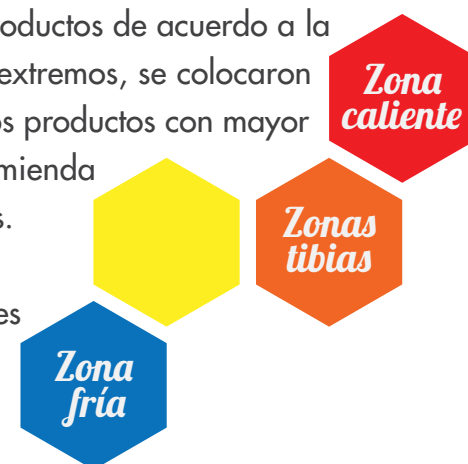 oductos de acuerdo a la
extremos, se colocaron
os productos con mayor
mienda
s.
es
Zona
caliente
Zonas
tibias
Zona
fría